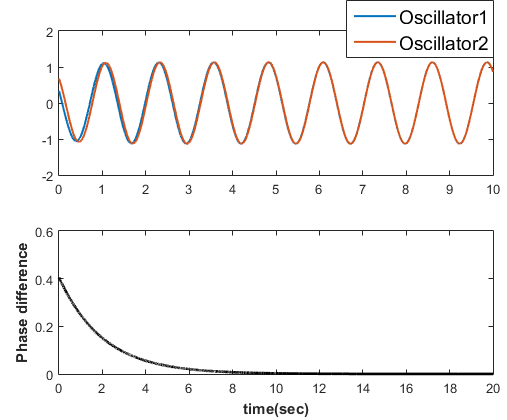 Oscillator1
Oscillator2
2
1
0
-1
-2
0 1 2 3 4 5 6 7 8 9 10
0.6
0.4
0.2
0
Phase difference
0 2 4 6 8 10 12 14 16 18 20
time(sec)